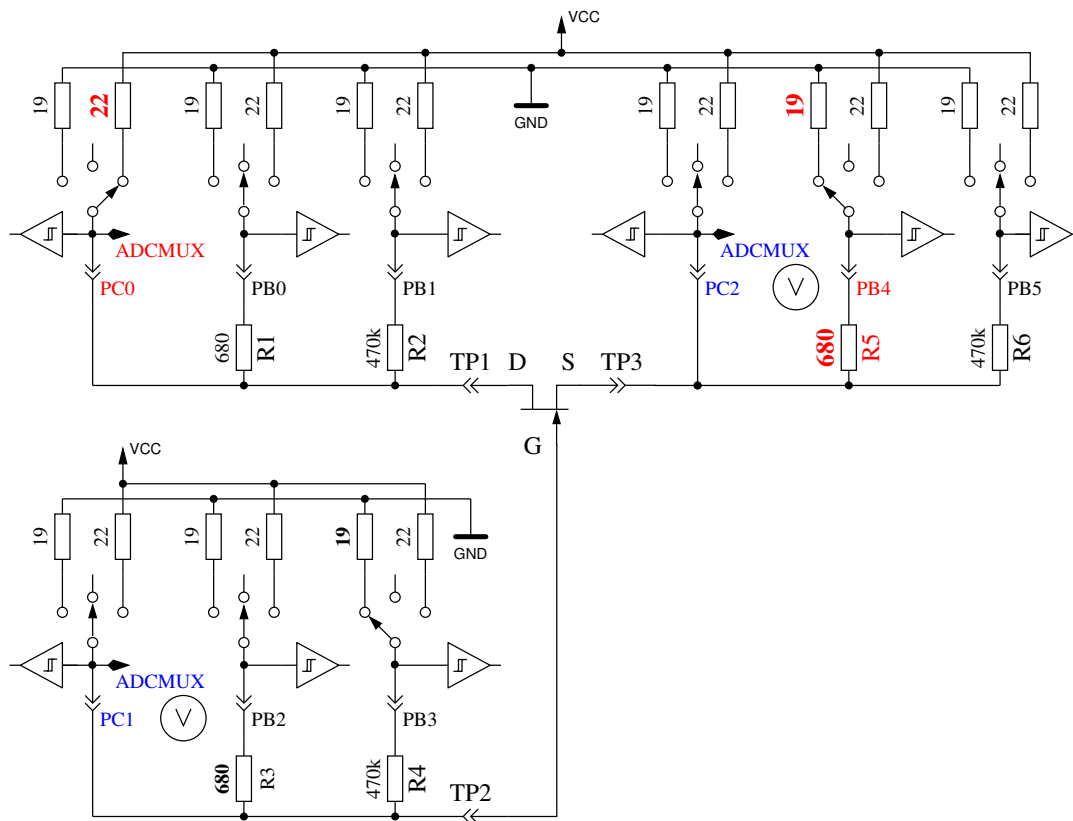 VCC
19
22
19
22
19
22
GND
19
22
19
22
19
22
ADCMUX
ADCMUX
PC0
PB0
PB1
PC2
V
PB4
PB5
680
R1
470k
R2
680
R5
470k
R6
TP1
D
S
TP3
G
VCC
19
22
19
22
19
22
GND
ADCMUX
PC1
V
PB2
PB3
680
R3
470k
R4
TP2